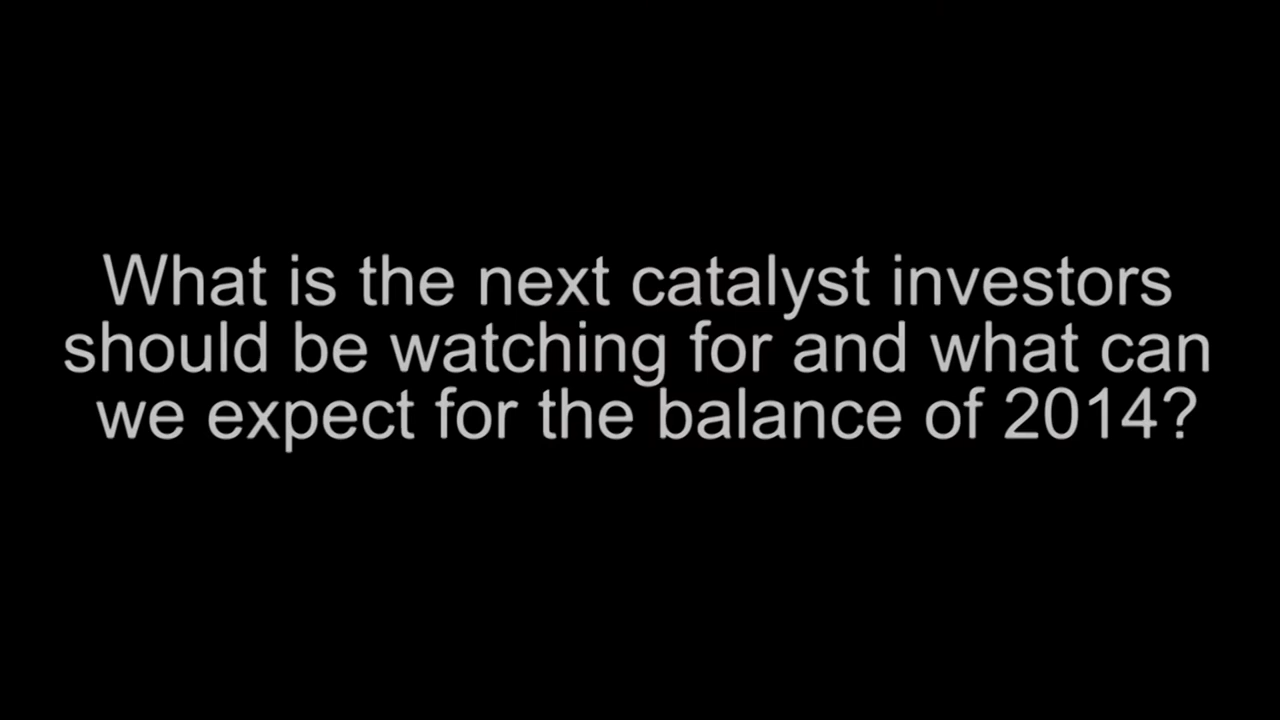 What is the next catalyst investors
should be watching for and what can
we expect for the balance of 2014?